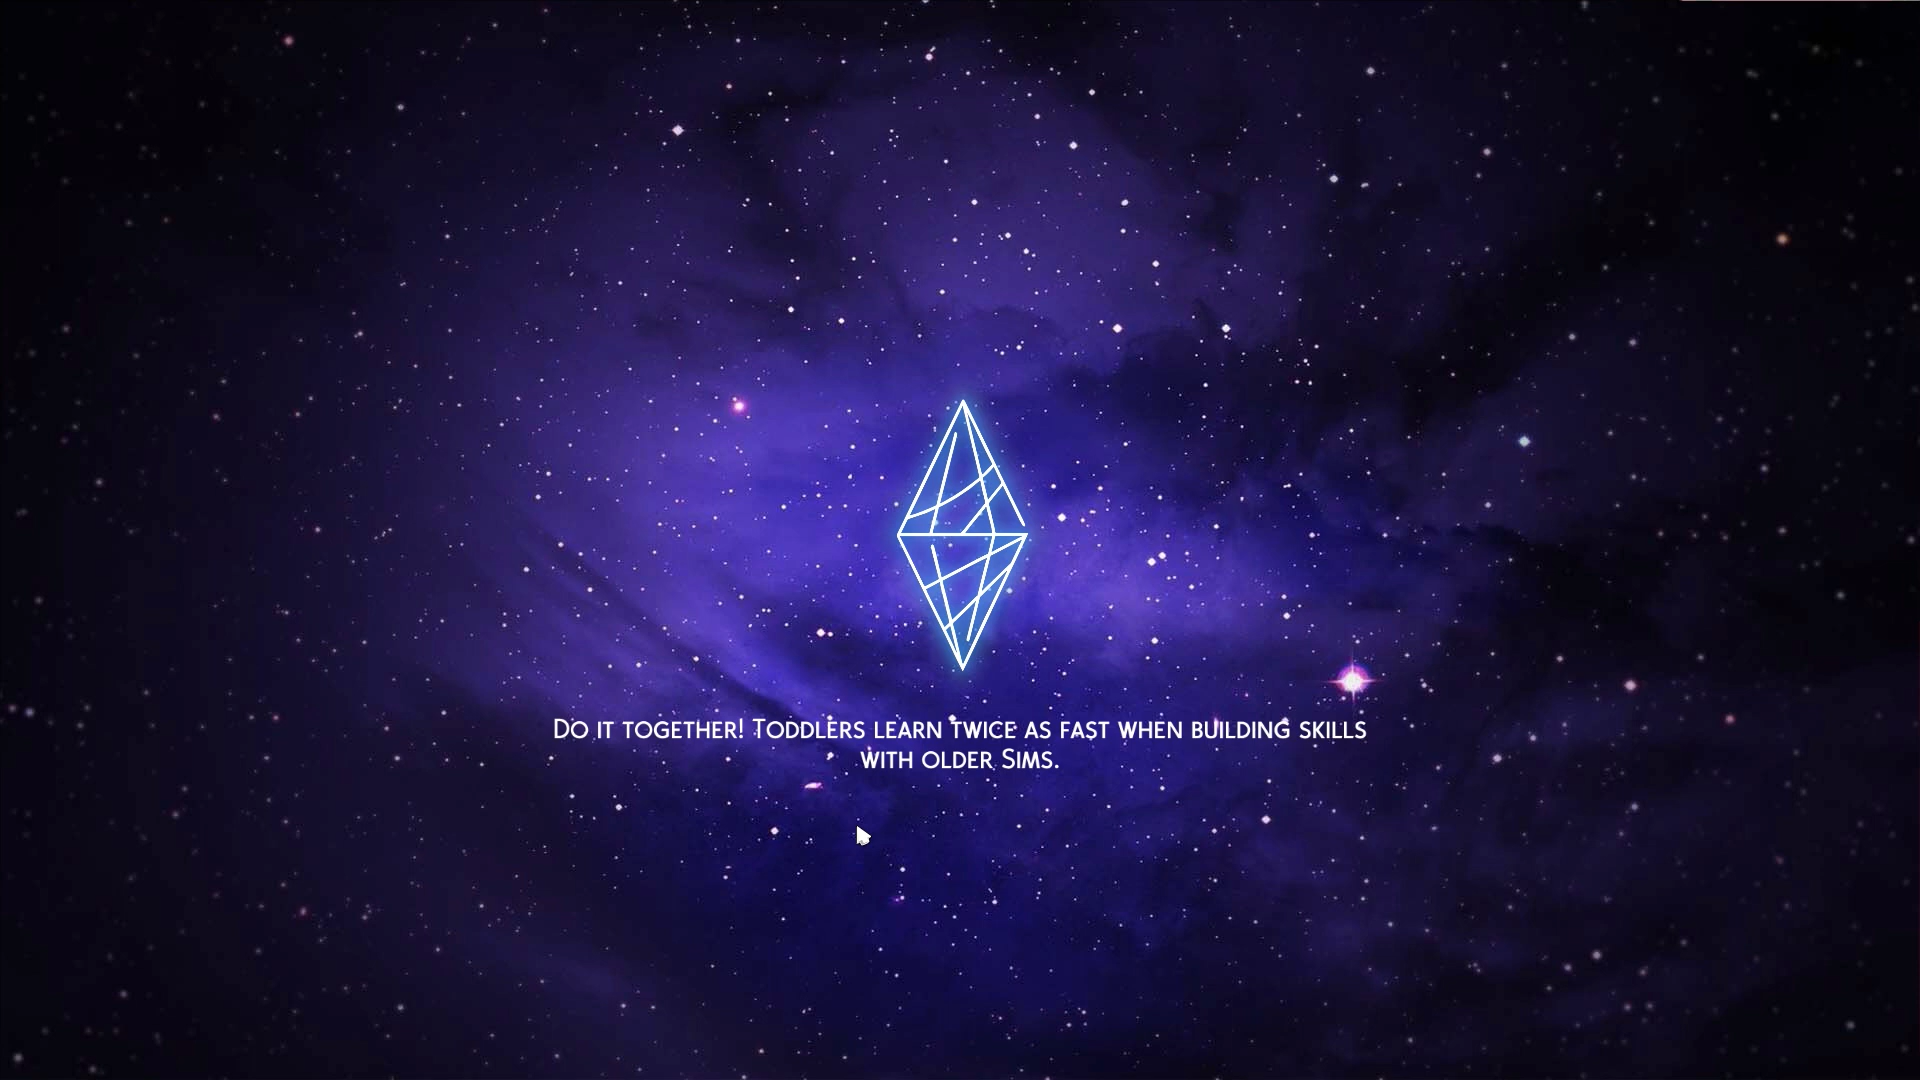 Do it together! Toddlers learn twice as fast when building skills
with older Sims.